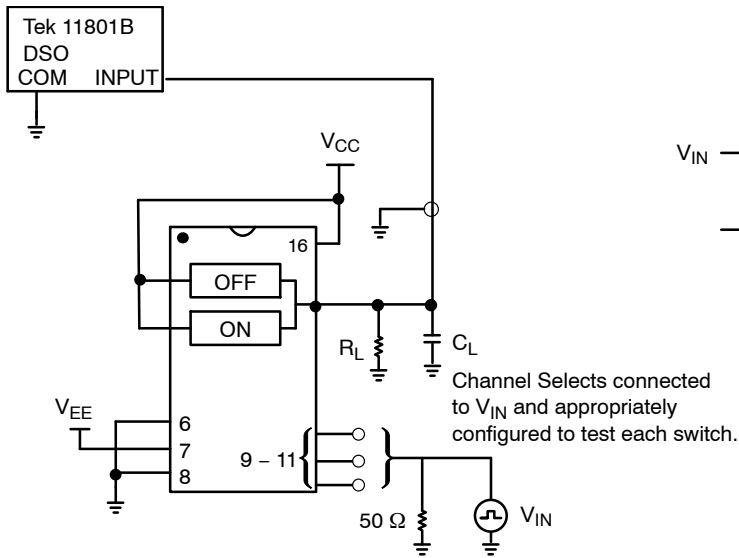 Tek 11801B
DSO
COM INPUT
V_CC
V_IN
16
OFF
ON
R_L
C_L
Channel Selects connected
to V_IN and appropriately
configured to test each switch.
V_EE
6
7
8
9 – 11
50 Ω
V_IN